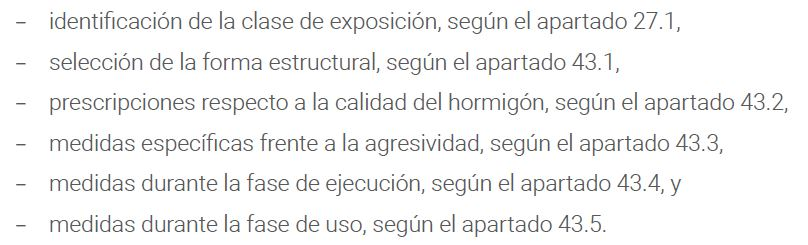 – identificación de la clase de exposición, según el apartado 27.1,
– selección de la forma estructural, según el apartado 43.1,
– prescripciones respecto a la calidad del hormigón, según el apartado 43.2,
– medidas específicas frente a la agresividad, según el apartado 43.3,
– medidas durante la fase de ejecución, según el apartado 43.4, y
– medidas durante la fase de uso, según el apartado 43.5.